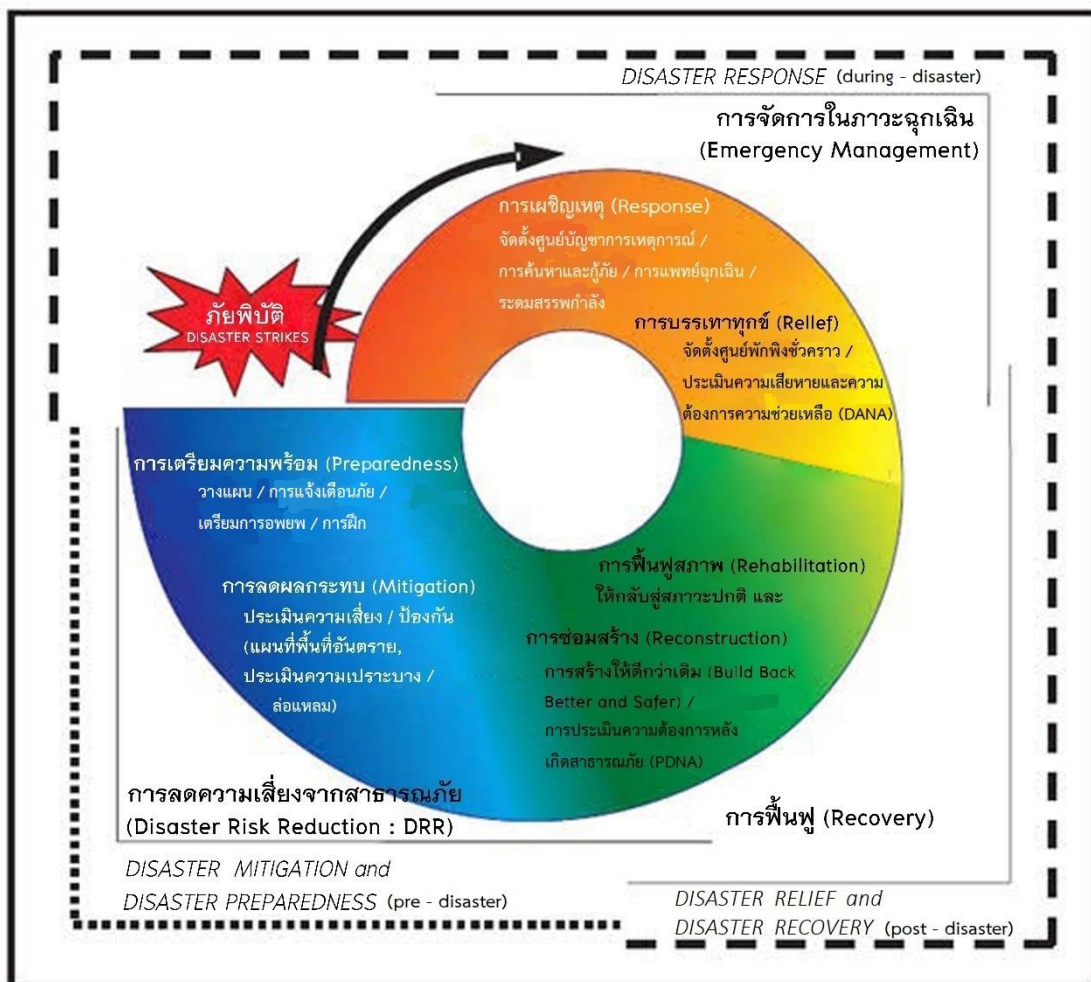 DISASTER RESPONSE (during - disaster)
การจัดการในภาวะฉุกเฉิน
(Emergency Management)
การเผชิญเหตุ (Response)
จัดตั้งศูนย์บัญชาการเหตุการณ์ /
การค้นหาและกู้ภัย / การแพทย์ฉุกเฉิน /
ระดมสรรพกำลัง
ภัยพิบัติ
DISASTER STRIKES
การบรรเทาทุกข์ (Rellef)
จัดตั้งศูนย์พักพิงชั่วคราว /
ประเมินความเสียหายและความ
ต้องการความช่วยเหลือ (DANA)
การเตรียมความพร้อม (Preparedness)
วางแผน / การแจ้งเตือนภัย /
เตรียมการอพยพ / การฝึก
การลดผลกระทบ (Mitigation)
ประเมินความเสี่ยง / ป้องกัน
(แผนที่พื้นที่อันตราย,
ประเมินความเปราะบาง /
ล่อแหลม)
การฟื้นฟูสภาพ (Rehabilitation)
ให้กลับสู่สภาวะปกติ และ
การซ่อมสร้าง (Reconstruction)
การสร้างให้ดีกว่าเดิม (Build Back
Better and Safer) /
การประเมินความต้องการหลัง
เกิดสาธารณภัย (PDNA)
การลดความเสี่ยงจากสาธารณภัย
(Disaster Risk Reduction : DRR)
การฟื้นฟู (Recovery)
DISASTER MITIGATION and
DISASTER PREPAREDNESS (pre - disaster)
DISASTER RELIEF and
DISASTER RECOVERY (post - disaster)